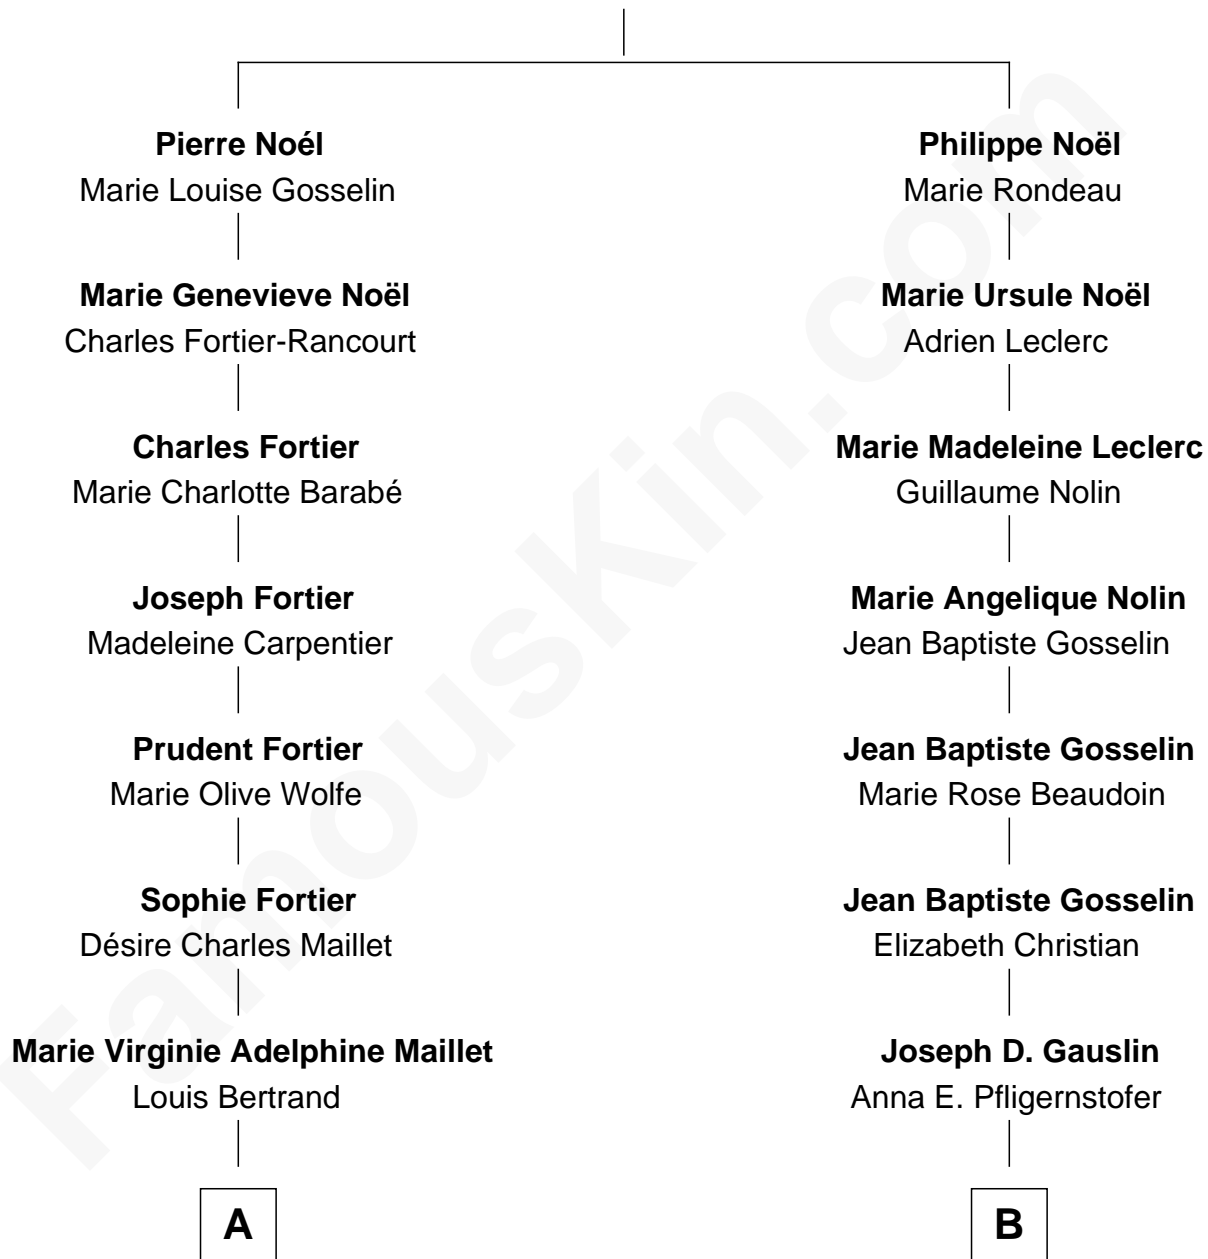 Pierre Noél
Marie Louise Gosselin
Marie Genevieve Noël
Charles Fortier-Rancourt
Charles Fortier
Marie Charlotte Barabé
Joseph Fortier
Madeleine Carpentier
Prudent Fortier
Marie Olive Wolfe
Sophie Fortier
Désire Charles Maillet
Marie Virginie Adelphine Maillet
Louis Bertrand
A
Philippe Noël
Marie Rondeau
Marie Ursule Noël
Adrien Leclerc
Marie Madeleine Leclerc
Guillaume Nolin
Marie Angelique Nolin
Jean Baptiste Gosselin
Jean Baptiste Gosselin
Marie Rose Beaudoin
Jean Baptiste Gosselin
Elizabeth Christian
Joseph D. Gauslin
Anna E. Pfligernstofer
B
FamousKin.com